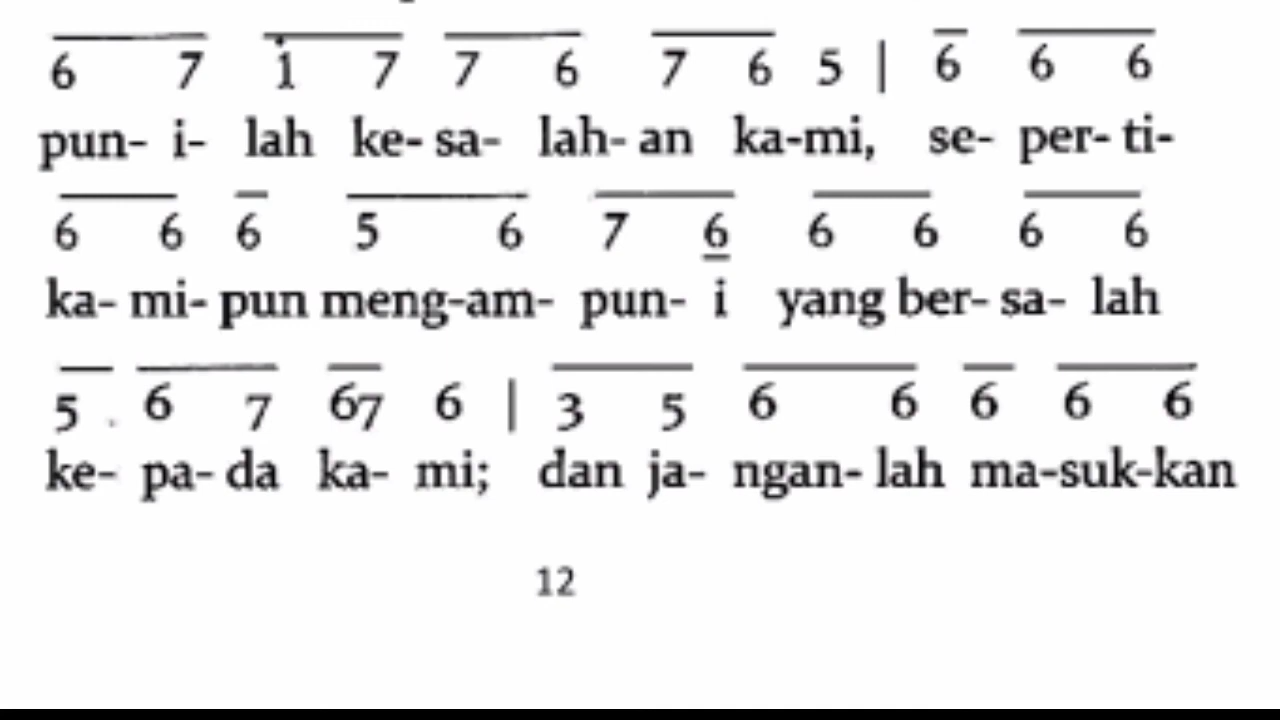 6 7 i 7 7 6 7 6 5 | 6 6 6
pun- i- lah ke- sa- lah- an ka-mi, se- per- ti-
6 6 6 5 6 7 6 6 6 6 6
ka- mi- pun meng-am- pun- i yang ber- sa- lah
5 . 6 7 67 6 | 3 5 6 6 6 6 6
ke- pa- da ka- mi; dan ja- ngan- lah ma-suk-kan
12